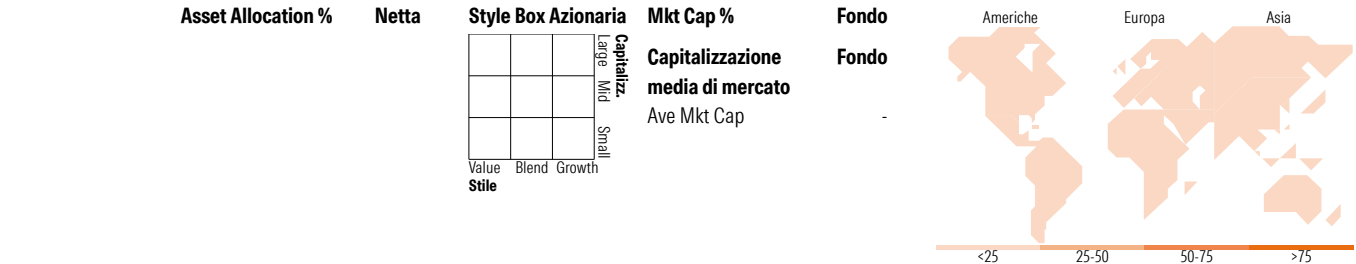 Asset Allocation % Netta
Style Box Azionaria
Large Mid Small
Capitalizz.
Value Blend Growth
Stile
Mkt Cap % Fondo
Capitalizzazione Fondo
media di mercato
Ave Mkt Cap -
Americhe Europa Asia
<25 25-50 50-75 >75